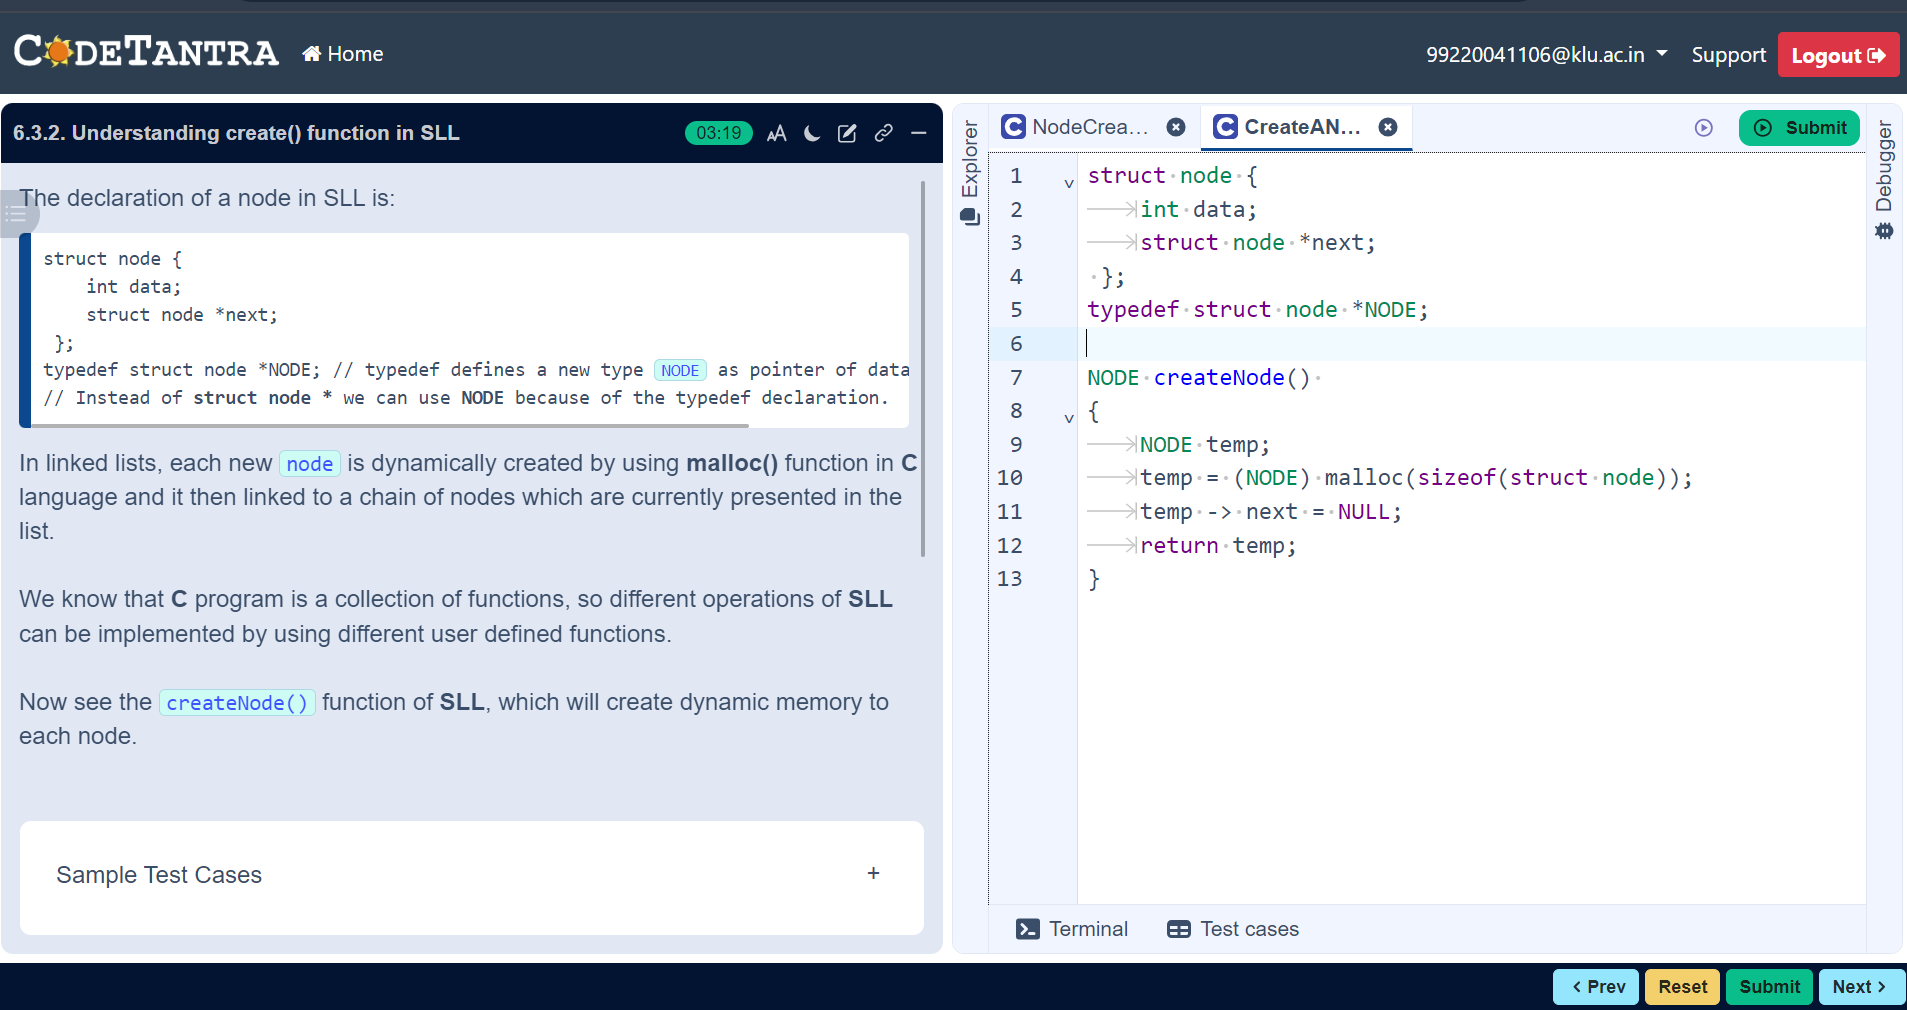 CODETANTRA
Home
99220041106@klu.ac.in
Support
Logout
6.3.2. Understanding create() function in SLL
03:19
The declaration of a node in SLL is:
struct node {
    int data;
    struct node *next;
 };
typedef struct node *NODE; // typedef defines a new type NODE as pointer of data
// Instead of struct node * we can use NODE because of the typedef declaration.
In linked lists, each new node is dynamically created by using malloc() function in C
language and it then linked to a chain of nodes which are currently presented in the
list.
We know that C program is a collection of functions, so different operations of SLL
can be implemented by using different user defined functions.
Now see the createNode() function of SLL, which will create dynamic memory to
each node.
Sample Test Cases
+
Explorer
NodeCrea...
CreateAN...
Submit
Debugger
1 struct node {
2 int data;
3 struct node *next;
4 };
5 typedef struct node *NODE;
6
7 NODE createNode()
8 {
9 NODE temp;
10 temp = (NODE) malloc(sizeof(struct node));
11 temp -> next = NULL;
12 return temp;
13 }
Terminal
Test cases
Prev
Reset
Submit
Next